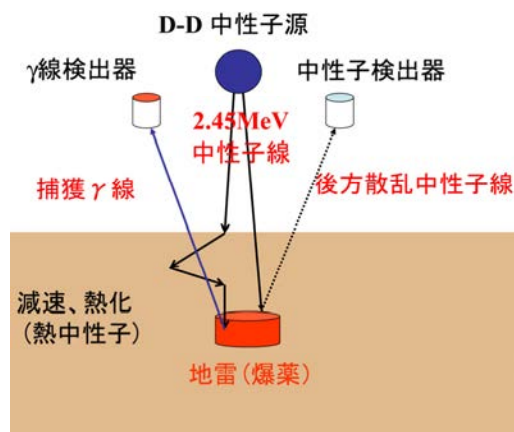 D-D 中性子源
γ線検出器
中性子検出器
2.45MeV
中性子線
捕獲γ線
後方散乱中性子線
減速、熱化
（熱中性子）
地雷（爆薬）